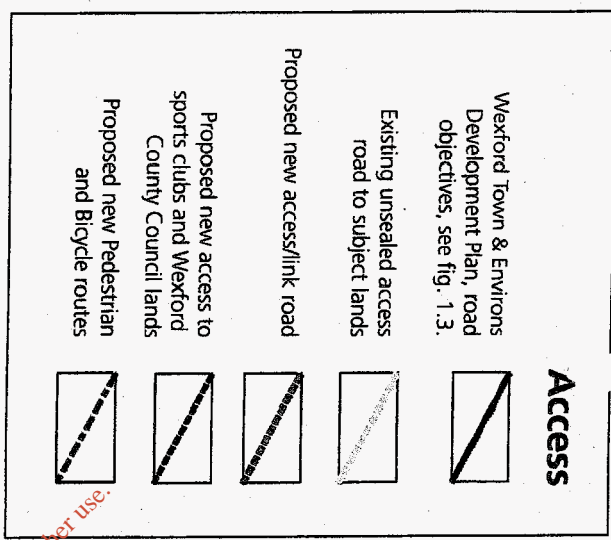 Access
Wexford Town & Environs
Development Plan, road
objectives, see fig. 1.3.
Existing unsealed access
road to subject lands
Proposed new access/link road
Proposed new access to
sports clubs and Wexford
County Council lands
Proposed new Pedestrian
and Bicycle routes
use.